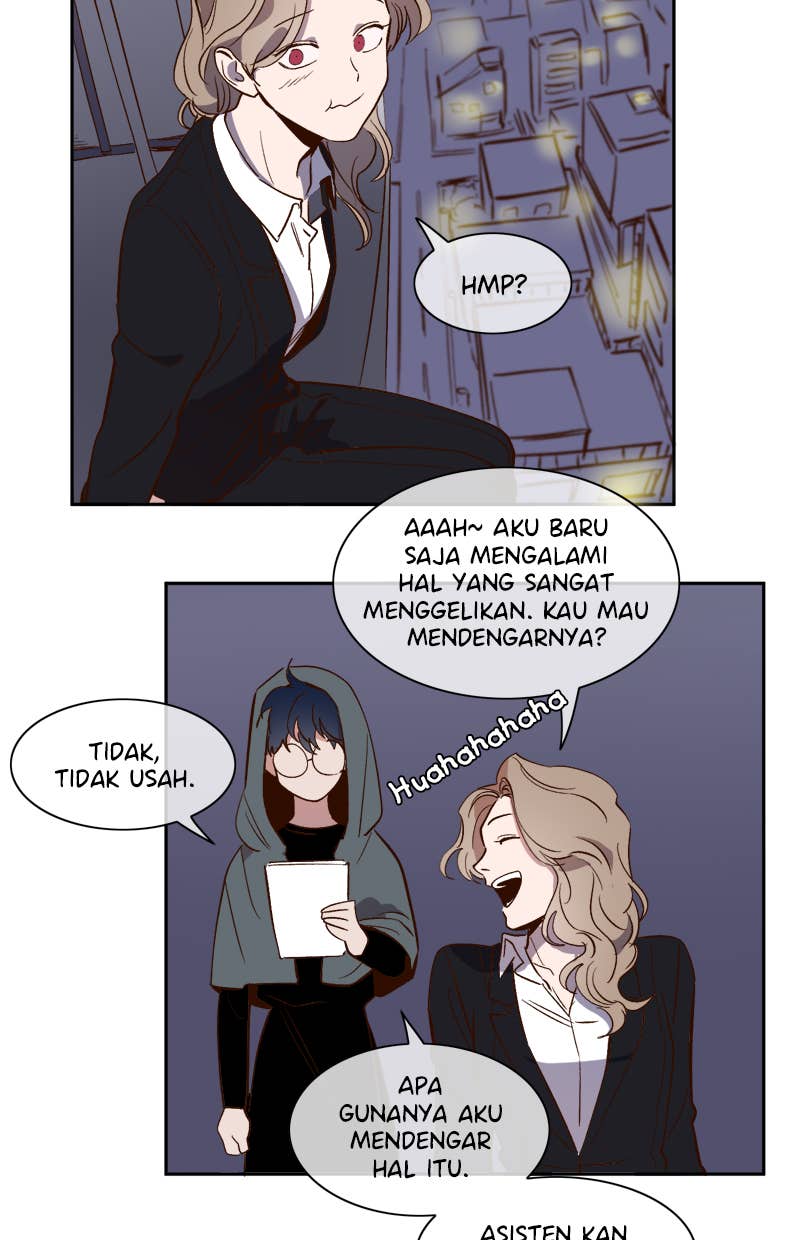 HMP?
AAAH~ AKU BARU
SAJA MENGALAMI
HAL YANG SANGAT
MENGGELIKAN. KAU MAU
MENDENGARNYA?
Huahahahaha
TIDAK,
TIDAK USAH.
APA
GUNANYA AKU
MENDENGAR
HAL ITU.
ASISTEN KAN